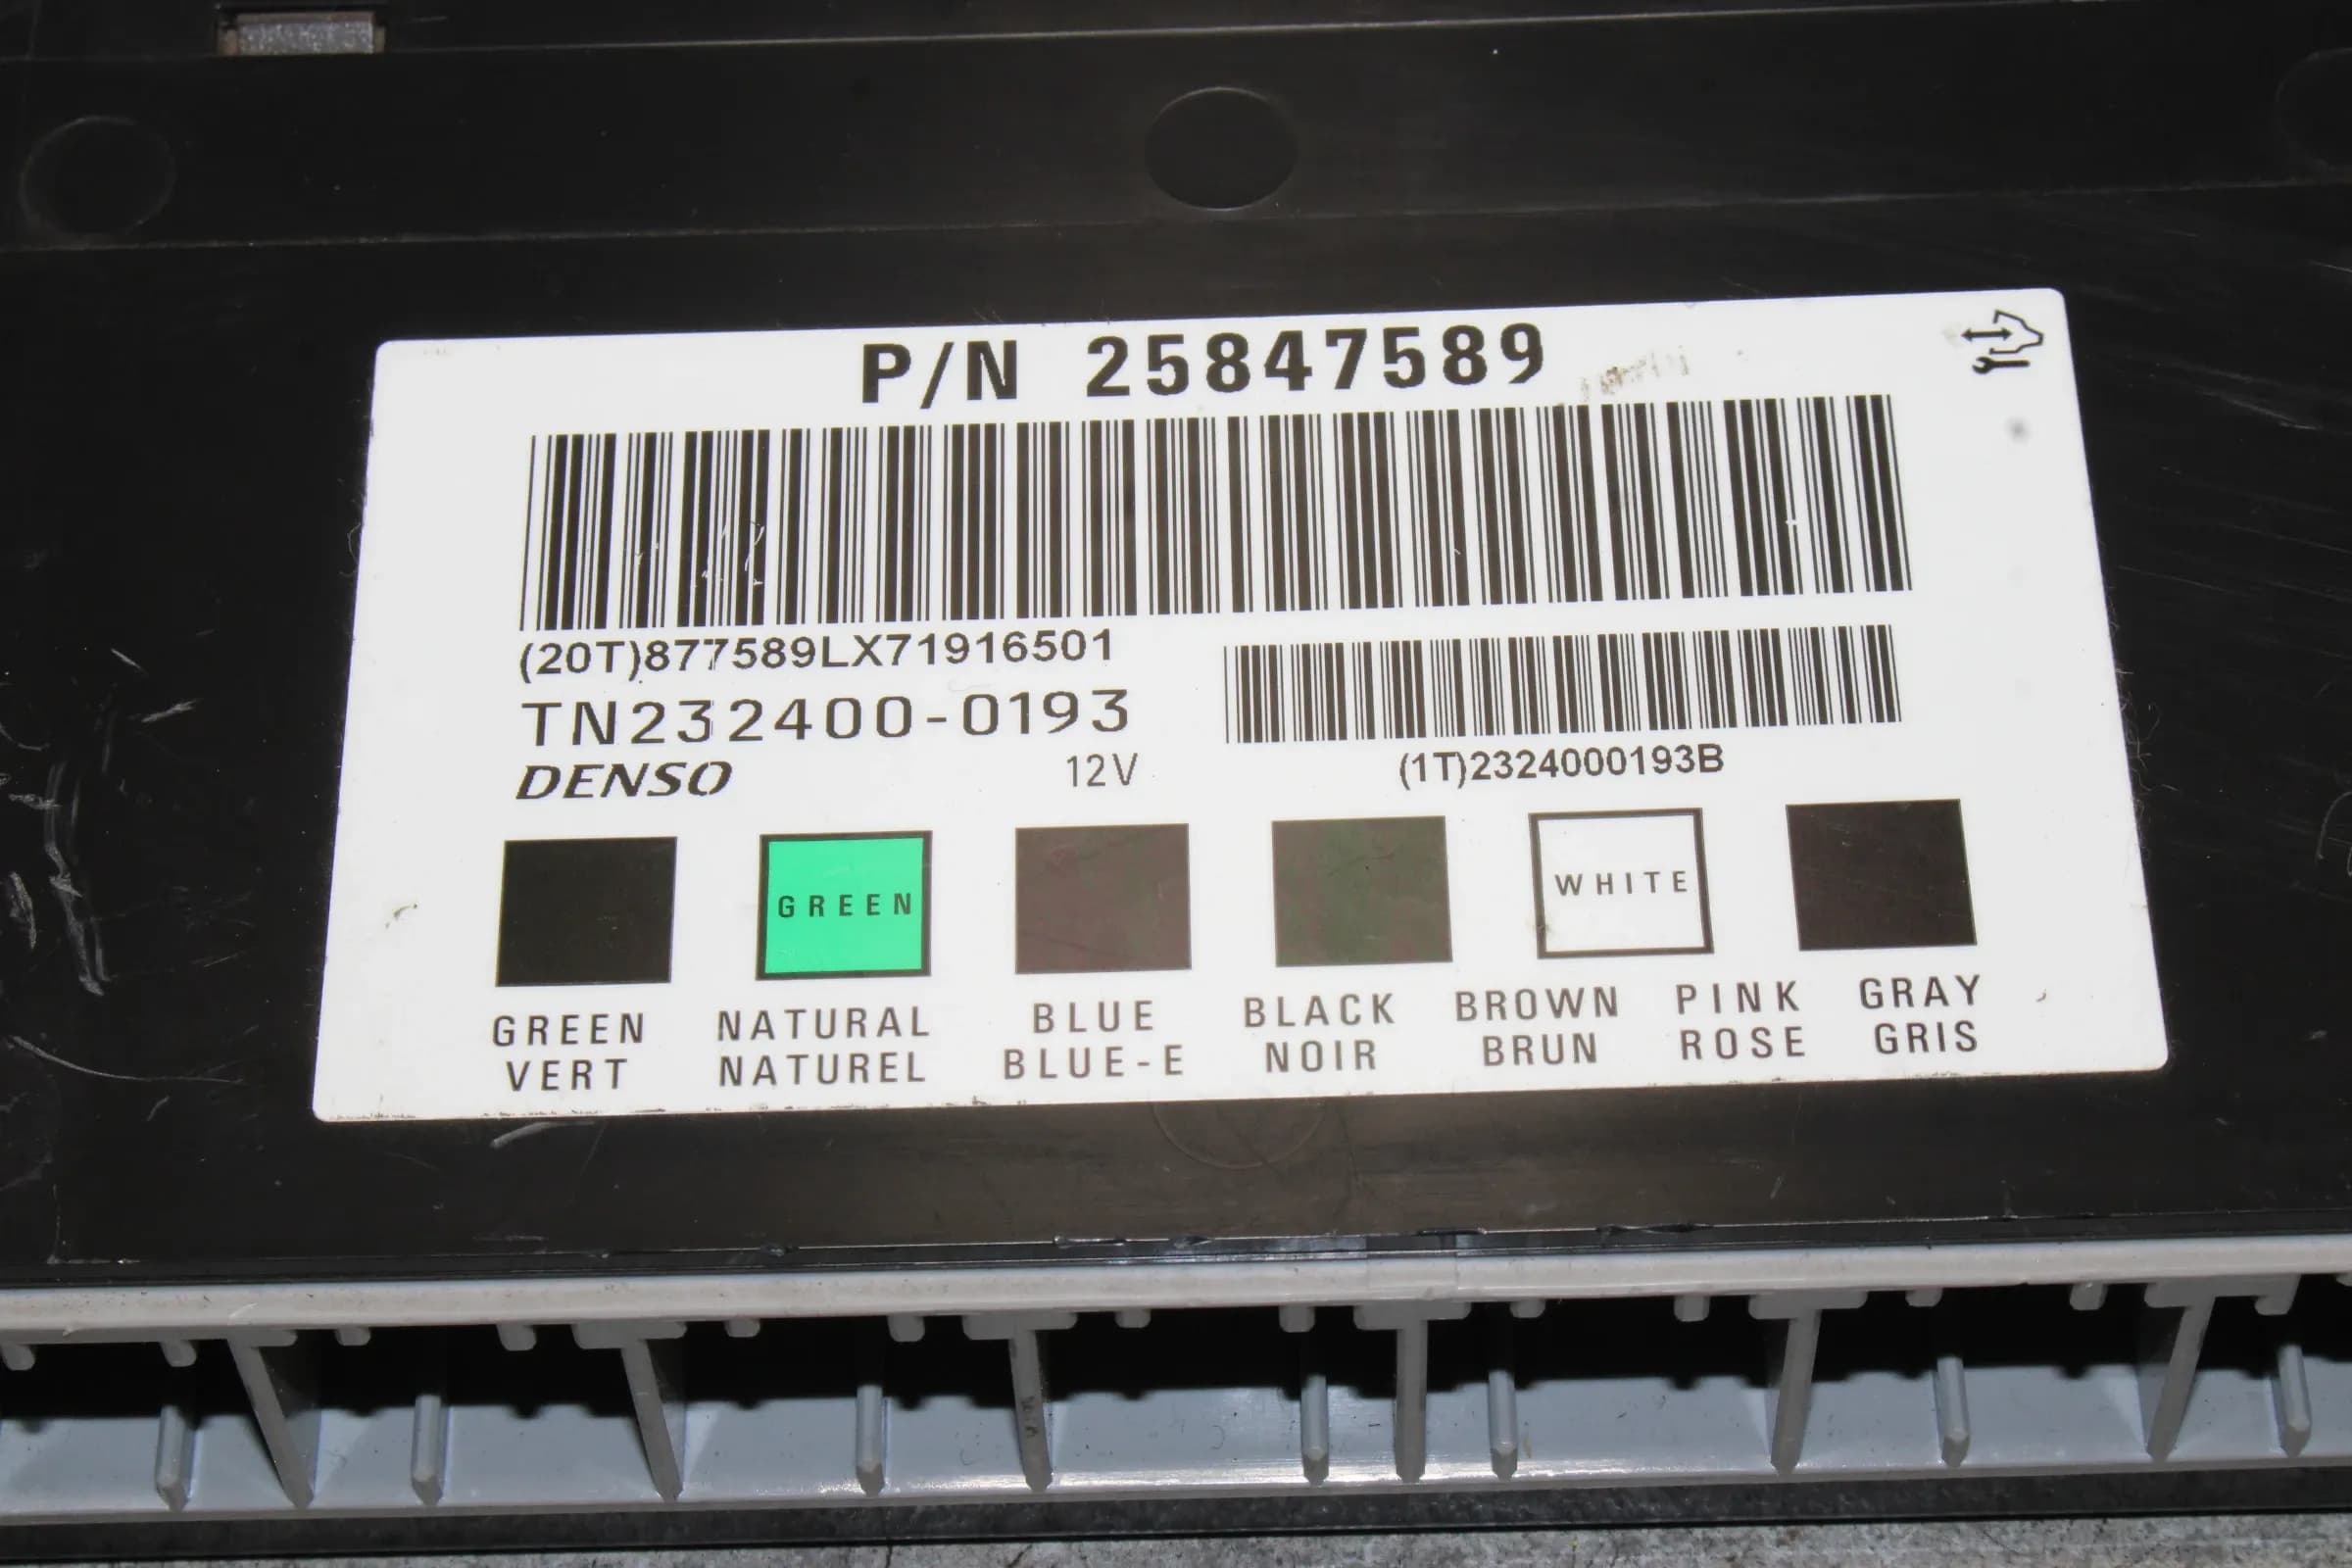 P/N 25847589
(20T)877589LX71916501
TN232400-0193
DENSO 12V
(1T)2324000193B
GREEN WHITE
GREEN NATURAL BLUE BLACK BROWN PINK GRAY
VERT NATUREL BLUE-E NOIR BRUN ROSE GRIS